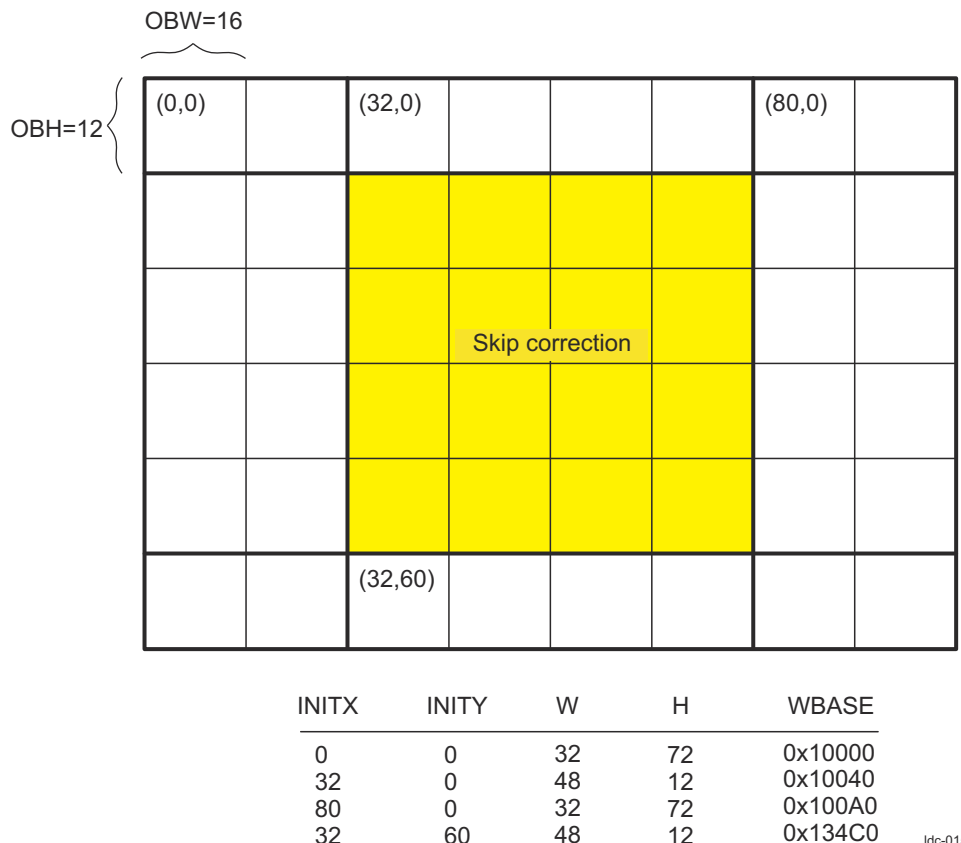 OBW=16
OBH=12
(0,0) (32,0) (80,0)
Skip correction
(32,60)
INITX INITY W H WBASE
0 0 32 72 0x10000
32 0 48 12 0x10040
80 0 32 72 0x100A0
32 60 48 12 0x134C0
ldc-01